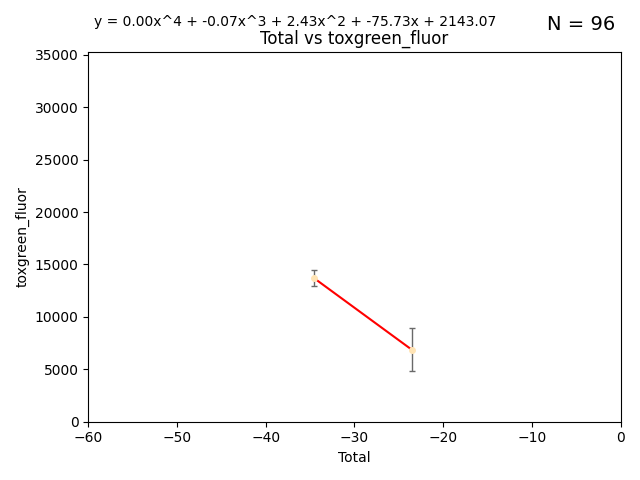 y = 0.00x^4 + -0.07x^3 + 2.43x^2 + -75.73x + 2143.07
N = 96
Total vs toxgreen_fluor
35000
30000
25000
20000
15000
10000
5000
0
toxgreen_fluor
−60 −50 −40 −30 −20 −10 0
Total